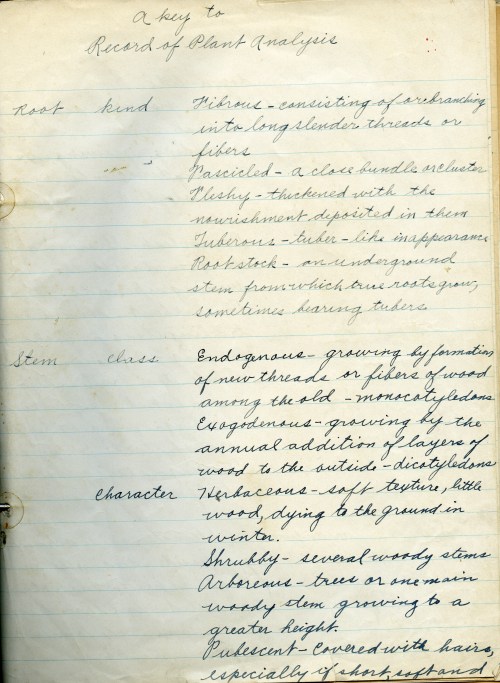 A key to
Record of Plant Analysis
Root kind Fibrous - consisting of or branching
into long slender threads or
fibers
Fascicled - a close bundle or cluster
Fleshy - thickened with the
nourishment deposited in them
Tuberous - tuber - like in appearance
Root stock - an underground
stem from which true roots grow,
sometimes bearing tubers.
Stem Class Endogenous - growing by formation
of new threads or fibers of wood
among the old - monocotyledons
Exogodenous - growing by the
annual addition of layers of
wood to the outside - dicotyledons
Character Herbaceous - soft texture, little
wood, dying to the ground in
winter.
Shrubby - several woody stems
Arboreous - trees or one main
woody stem growing to a
greater height.
Pubescent - Covered with hairs,
especially if short, soft and